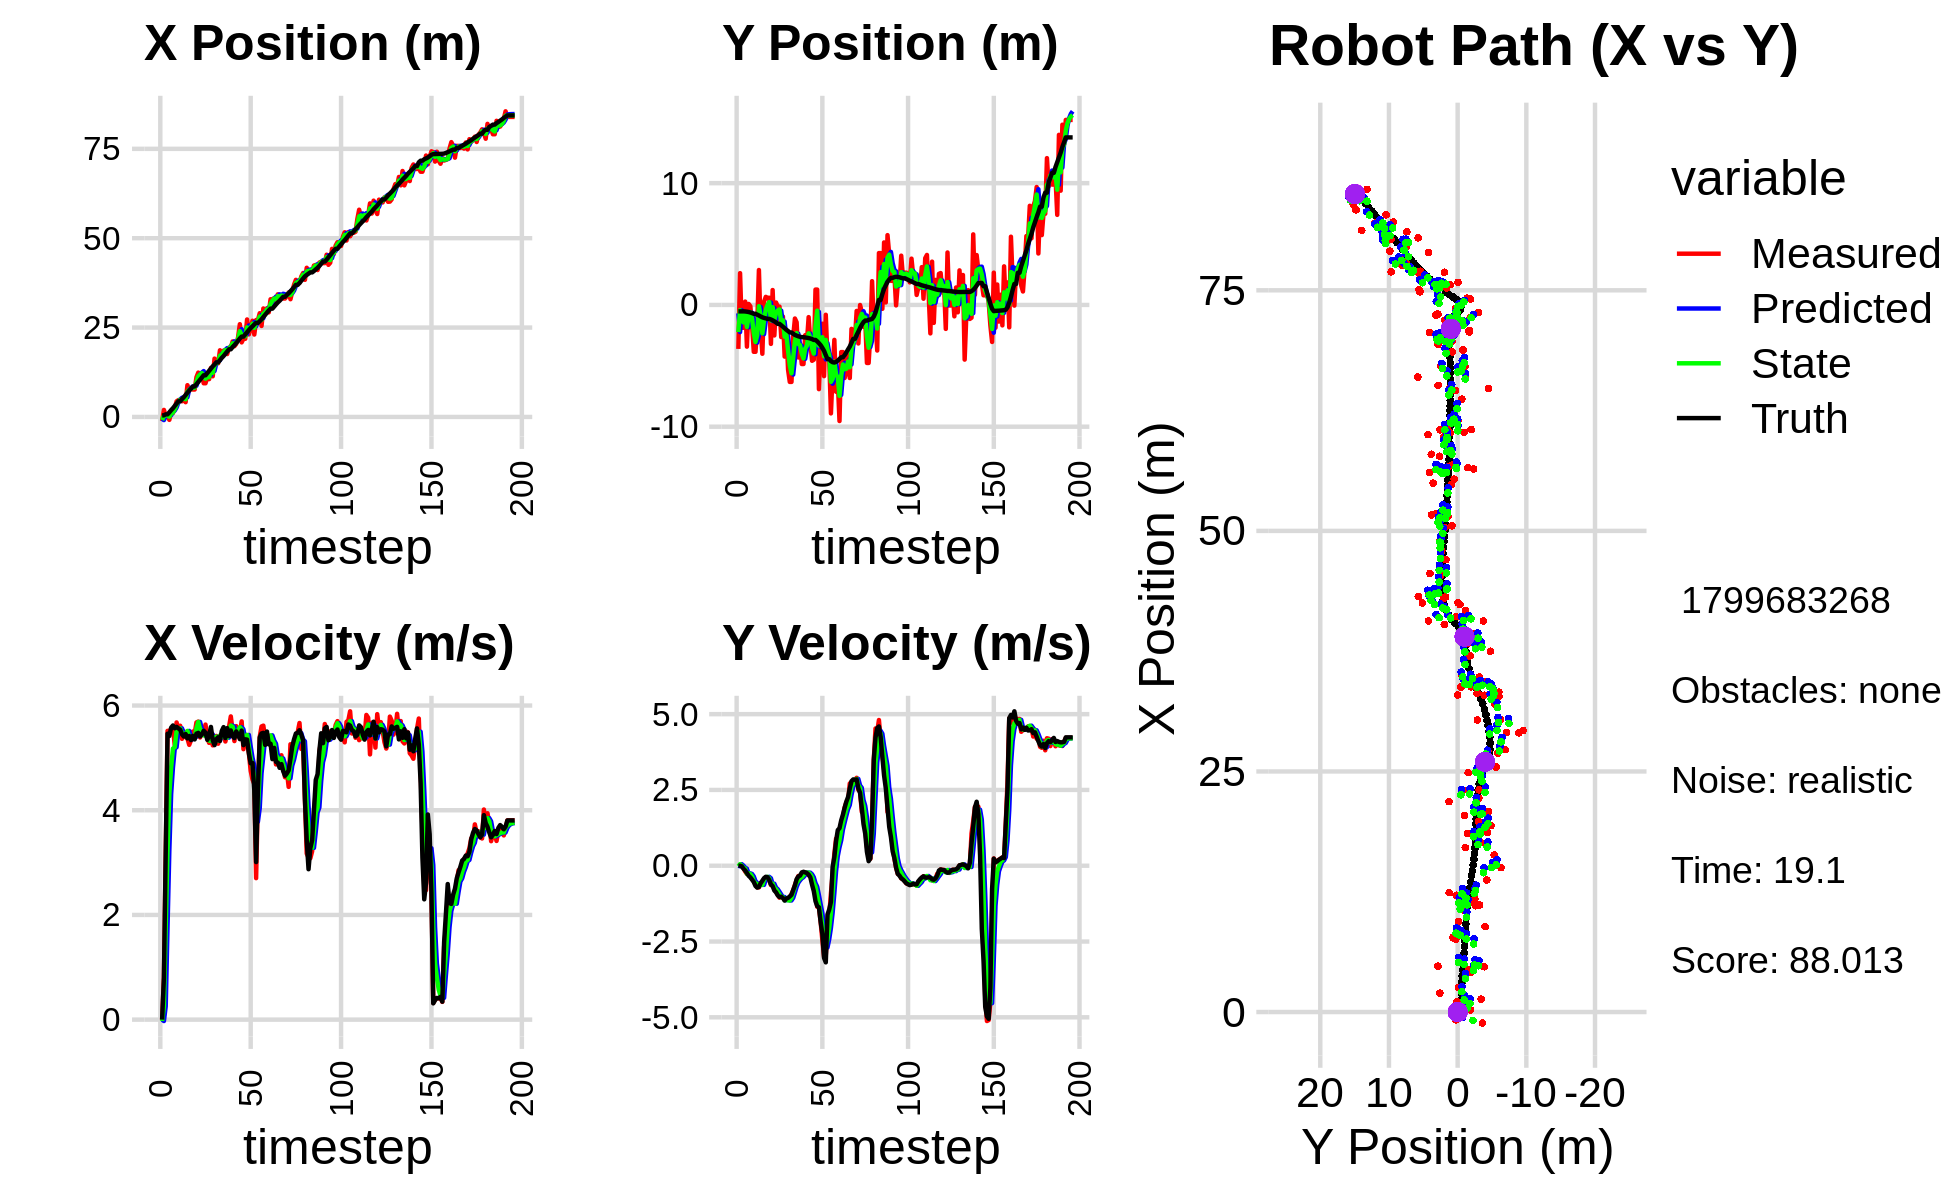 X Position (m)
75
50
25
0
0 50 100 150 200
timestep
Y Position (m)
10
0
-10
0 50 100 150 200
timestep
X Velocity (m/s)
6
4
2
0
0 50 100 150 200
timestep
Y Velocity (m/s)
5.0
2.5
0.0
-2.5
-5.0
0 50 100 150 200
timestep
Robot Path (X vs Y)
X Position (m)
75
50
25
0
20 10 0 -10 -20
Y Position (m)
variable
Measured
Predicted
State
Truth
1799683268
Obstacles: none
Noise: realistic
Time: 19.1
Score: 88.013